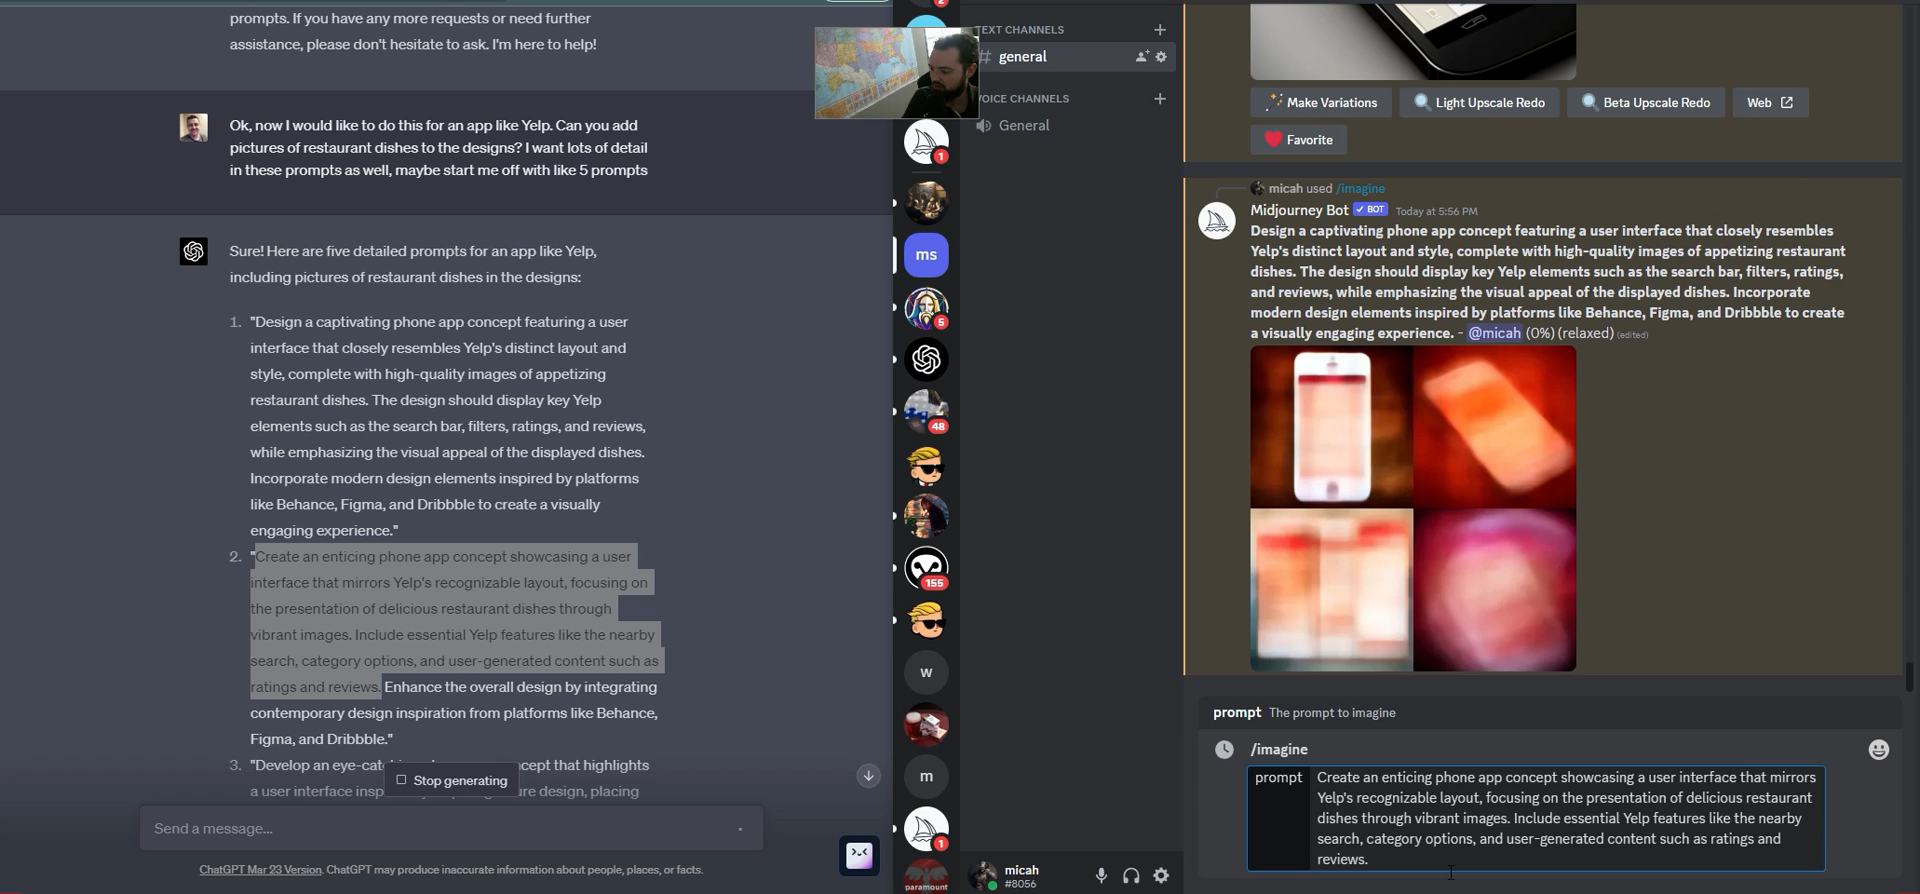 prompts. If you have any more requests or need further
assistance, please don't hesitate to ask. I'm here to help!
Ok, now I would like to do this for an app like Yelp. Can you add
pictures of restaurant dishes to the designs? I want lots of detail
in these prompts as well, maybe start me off with like 5 prompts
Sure! Here are five detailed prompts for an app like Yelp,
including pictures of restaurant dishes in the designs:
1. "Design a captivating phone app concept featuring a user
interface that closely resembles Yelp's distinct layout and
style, complete with high-quality images of appetizing
restaurant dishes. The design should display key Yelp
elements such as the search bar, filters, ratings, and reviews,
while emphasizing the visual appeal of the displayed dishes.
Incorporate modern design elements inspired by platforms
like Behance, Figma, and Dribbble to create a visually
engaging experience."
2. "Create an enticing phone app concept showcasing a user
interface that mirrors Yelp's recognizable layout, focusing on
the presentation of delicious restaurant dishes through
vibrant images. Include essential Yelp features like the nearby
search, category options, and user-generated content such as
ratings and reviews. Enhance the overall design by integrating
contemporary design inspiration from platforms like Behance,
Figma, and Dribbble."
3. "Develop an eye-cat cept that highlights
a user interface insp ure design, placing
Stop generating
Send a message...
ChatGPT Mar 23 Version. ChatGPT may produce inaccurate information about people, places, or facts.
2
1
ms
5
48
155
w
m
1
paramount
TEXT CHANNELS
# general
VOICE CHANNELS
General
micah
#8056
Make Variations
Light Upscale Redo
Beta Upscale Redo
Web
Favorite
micah used /imagine
Midjourney Bot ✓ BOT Today at 5:56 PM
Design a captivating phone app concept featuring a user interface that closely resembles
Yelp's distinct layout and style, complete with high-quality images of appetizing restaurant
dishes. The design should display key Yelp elements such as the search bar, filters, ratings,
and reviews, while emphasizing the visual appeal of the displayed dishes. Incorporate
modern design elements inspired by platforms like Behance, Figma, and Dribbble to create
a visually engaging experience. - @micah (0%) (relaxed) (edited)
prompt The prompt to imagine
/imagine
prompt Create an enticing phone app concept showcasing a user interface that mirrors
Yelp's recognizable layout, focusing on the presentation of delicious restaurant
dishes through vibrant images. Include essential Yelp features like the nearby
search, category options, and user-generated content such as ratings and
reviews.